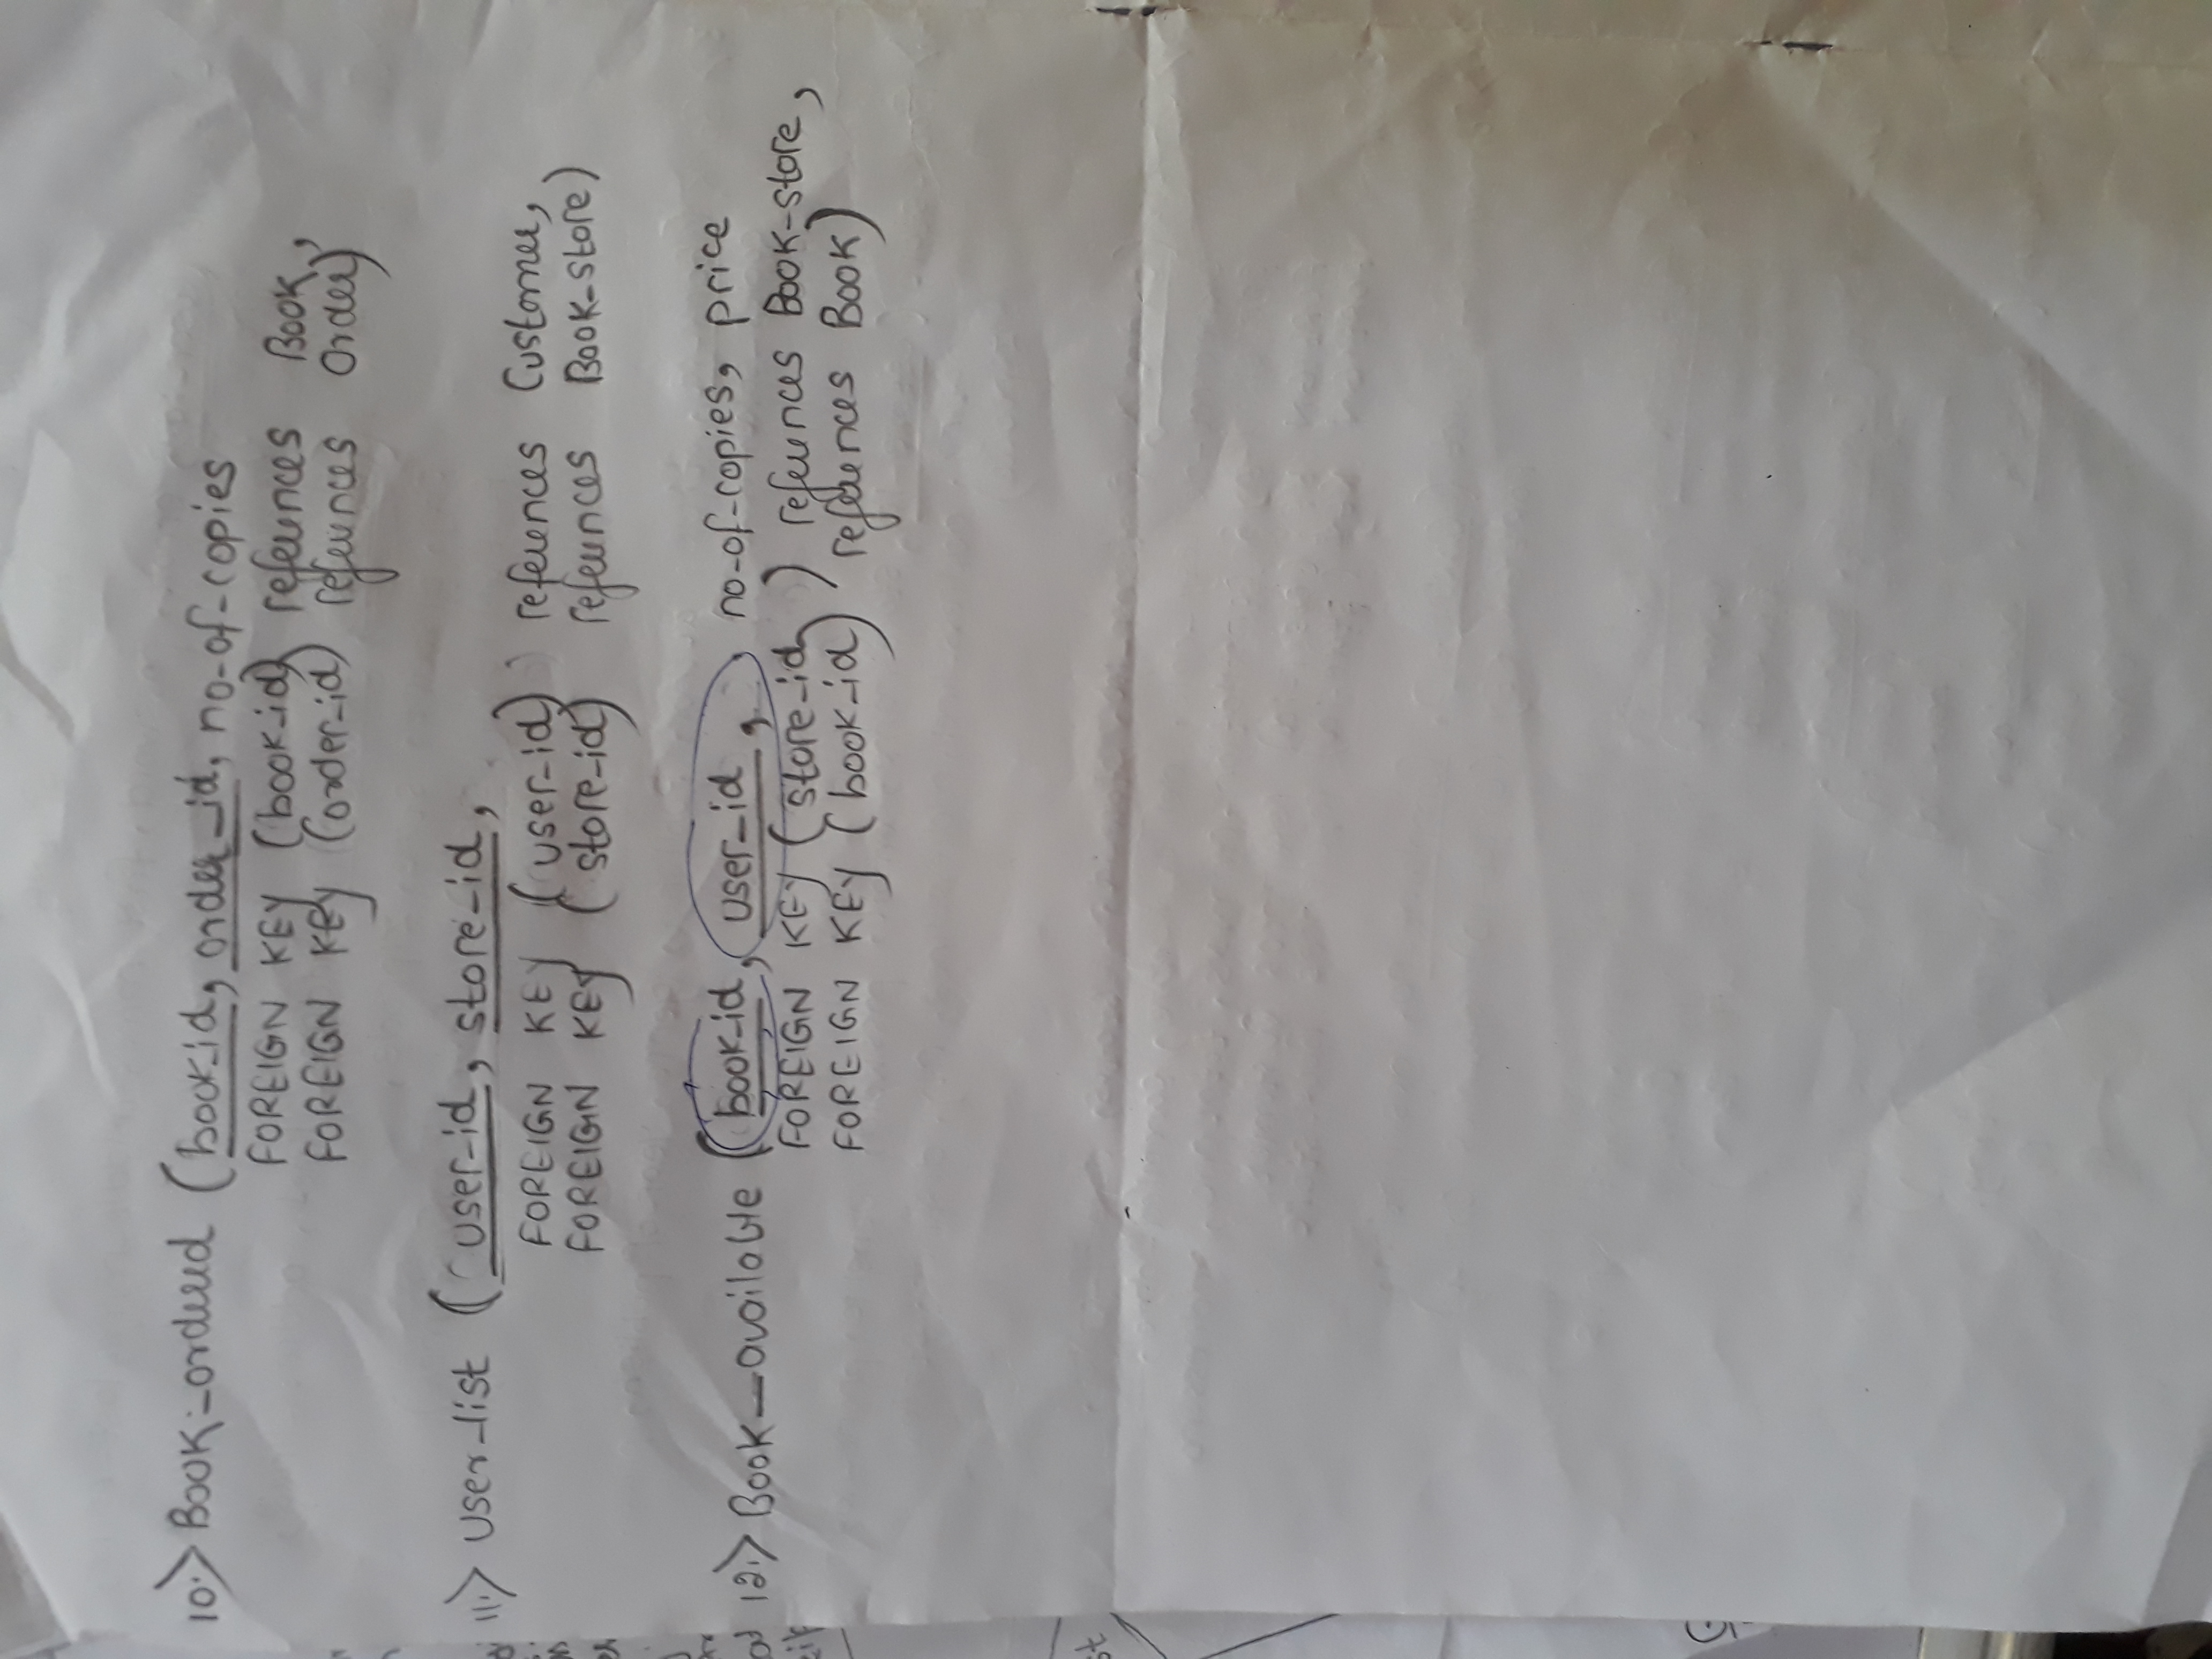 10.> Book-ordered (book-id, order-id, no-of-copies
FOREIGN KEY (book-id) references Book,
FOREIGN KEY (order-id) references Order)
11.> User-list (user-id, store-id,
FOREIGN KEY (user-id) references Customer,
FOREIGN KEY (store-id) references Book-store)
12.> Book-available (book-id, user-id, no-of-copies, price
FOREIGN KEY (store-id) references Book-store,
FOREIGN KEY (book-id) references Book)
st